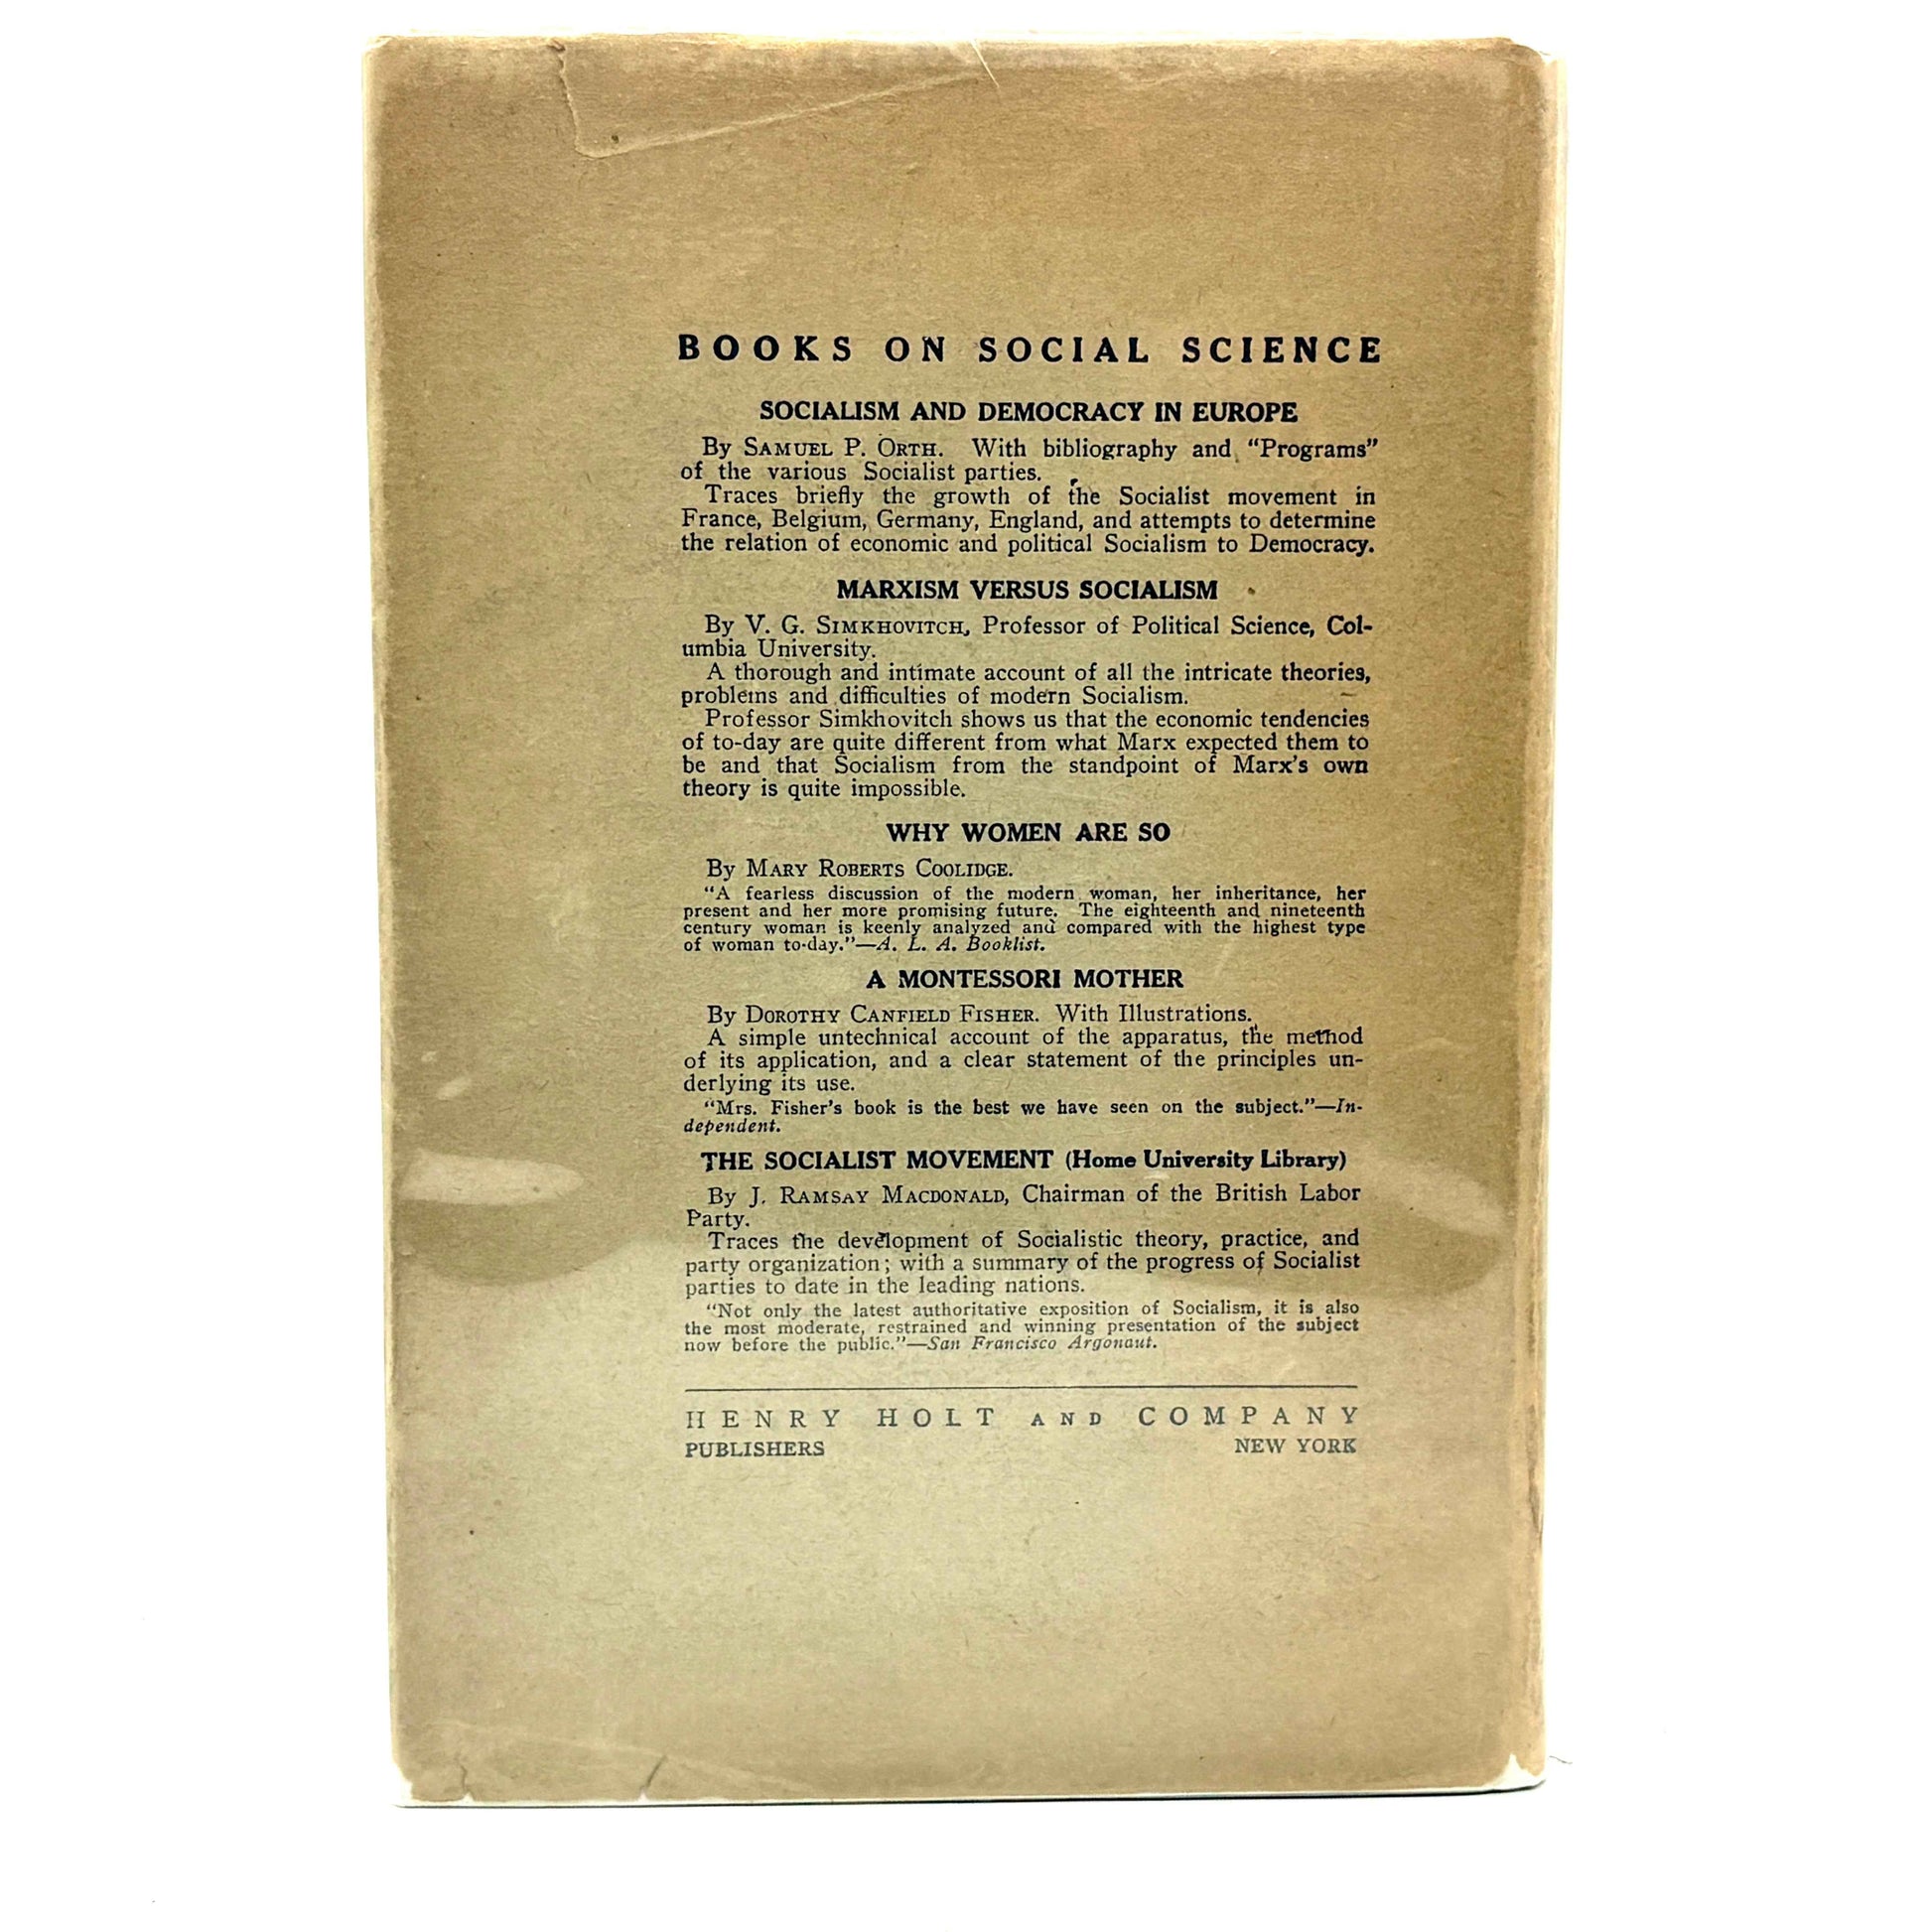 BOOKS ON SOCIAL SCIENCE
SOCIALISM AND DEMOCRACY IN EUROPE
By SAMUEL P. ORTH. With bibliography and "Programs"
of the various Socialist parties.
Traces briefly the growth of the Socialist movement in
France, Belgium, Germany, England, and attempts to determine
the relation of economic and political Socialism to Democracy.
MARXISM VERSUS SOCIALISM
By V. G. SIMKHOVITCH, Professor of Political Science, Col-
umbia University.
A thorough and intimate account of all the intricate theories,
problems and difficulties of modern Socialism.
Professor Simkhovitch shows us that the economic tendencies
of to-day are quite different from what Marx expected them to
be and that Socialism from the standpoint of Marx's own
theory is quite impossible.
WHY WOMEN ARE SO
By MARY ROBERTS COOLIDGE.
"A fearless discussion of the modern woman, her inheritance, her
present and her more promising future. The eighteenth and nineteenth
century woman is keenly analyzed and compared with the highest type
of woman to-day."—A. L. A. Booklist.
A MONTESSORI MOTHER
By DOROTHY CANFIELD FISHER. With Illustrations.
A simple untechnical account of the apparatus, the method
of its application, and a clear statement of the principles un-
derlying its use.
"Mrs. Fisher's book is the best we have seen on the subject."—In-
dependent.
THE SOCIALIST MOVEMENT (Home University Library)
By J. RAMSAY MACDONALD, Chairman of the British Labor
Party.
Traces the development of Socialistic theory, practice, and
party organization; with a summary of the progress of Socialist
parties to date in the leading nations.
"Not only the latest authoritative exposition of Socialism, it is also
the most moderate, restrained and winning presentation of the subject
now before the public."—San Francisco Argonaut.
HENRY HOLT AND COMPANY
PUBLISHERS NEW YORK